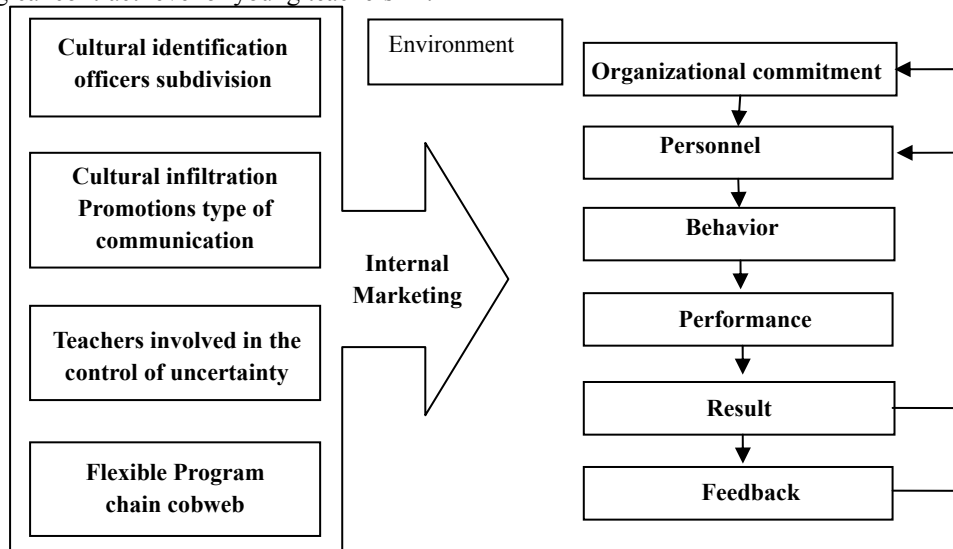 Cultural identification
officers subdivision
Cultural infiltration
Promotions type of
communication
Teachers involved in the
control of uncertainty
Flexible Program
chain cobweb
Internal
Marketing
Environment
Organizational commitment
Personnel
Behavior
Performance
Result
Feedback